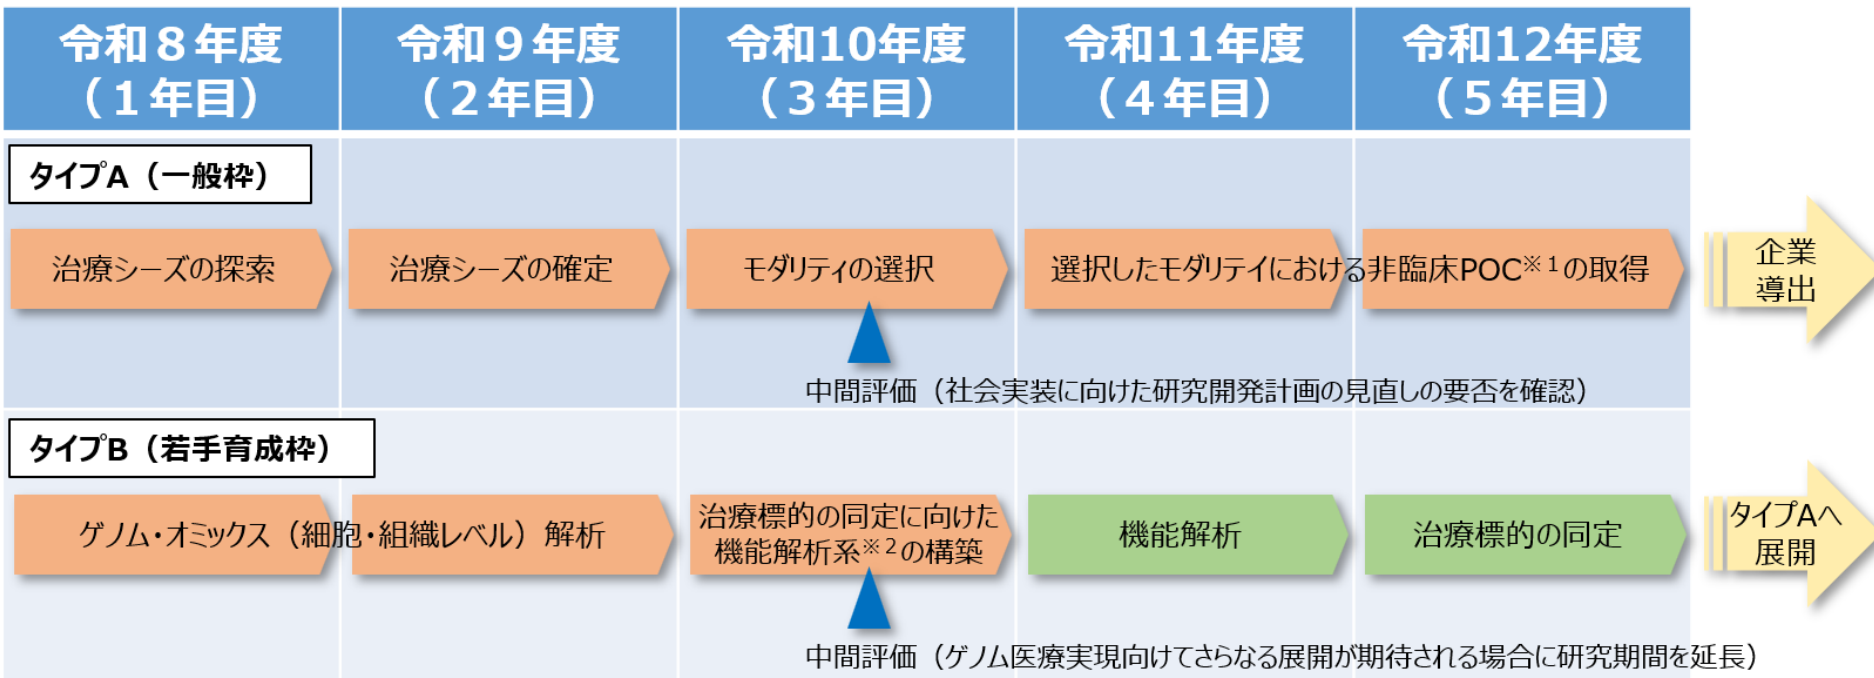 令和８年度
（１年目）
令和９年度
（２年目）
令和10年度
（３年目）
令和11年度
（４年目）
令和12年度
（５年目）
タイプA（一般枠）
治療シーズの探索
治療シーズの確定
モダリティの選択
選択したモダリテイにおける非臨床POC※１の取得
企業
導出
中間評価（社会実装に向けた研究開発計画の見直しの要否を確認）
タイプB（若手育成枠）
ゲノム・オミックス（細胞・組織レベル）解析
治療標的の同定に向けた
機能解析系※２の構築
機能解析
治療標的の同定
タイプAへ
展開
中間評価（ゲノム医療実現向けてさらなる展開が期待される場合に研究期間を延長）